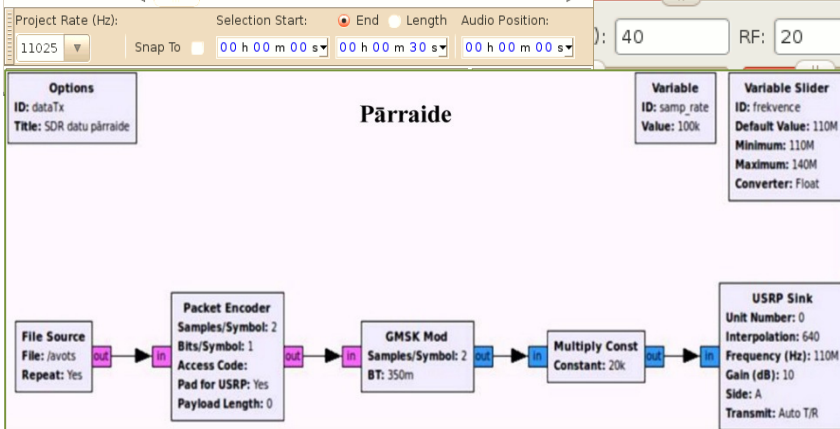 Project Rate (Hz):
Selection Start:
End
Length
Audio Position:
11025
Snap To
00 h 00 m 00 s
00 h 00 m 30 s
00 h 00 m 00 s
): 40
RF: 20
Options
ID: dataTx
Title: SDR datu pārraide
Pārraide
Variable
ID: samp_rate
Value: 100k
Variable Slider
ID: frekvence
Default Value: 110M
Minimum: 110M
Maximum: 140M
Converter: Float
File Source
File: /avots
Repeat: Yes
out
in
Packet Encoder
Samples/Symbol: 2
Bits/Symbol: 1
Access Code:
Pad for USRP: Yes
Payload Length: 0
out
in
GMSK Mod
Samples/Symbol: 2
BT: 350m
out
in
Multiply Const
Constant: 20k
out
in
USRP Sink
Unit Number: 0
Interpolation: 640
Frequency (Hz): 110M
Gain (dB): 10
Side: A
Transmit: Auto T/R